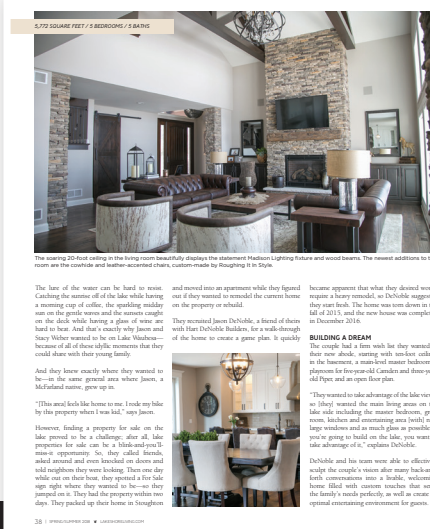 5,772 SQUARE FEET / 5 BEDROOMS / 5 BATHS
The soaring 20-foot ceiling in the living room beautifully displays the statement Madison Lighting fixture and wood beams. The newest additions to t
room are the cowhide and leather-accented chairs, custom-made by Roughing It In Style.
The lure of the water can be hard to resist.
Catching the sunrise off of the lake while having
a morning cup of coffee, the sparkling midday
sun on the gentle waves and the sunsets caught
on the deck while having a glass of wine are
hard to beat. And that's exactly why Jason and
Stacy Weber wanted to be on Lake Waubesa—
because of all of these idyllic moments that they
could share with their young family.
And they knew exactly where they wanted to
be—in the same general area where Jason, a
McFarland native, grew up in.
"[This area] feels like home to me. I rode my bike
by this property when I was kid," says Jason.
However, finding a property for sale on the
lake proved to be a challenge; after all, lake
properties for sale can be a blink-and-you'll-
miss-it opportunity. So, they called friends,
asked around and even knocked on doors and
told neighbors they were looking. Then one day
while out on their boat, they spotted a For Sale
sign right where they wanted to be—so they
jumped on it. They had the property within two
days. They packed up their home in Stoughton
and moved into an apartment while they figured
out if they wanted to remodel the current home
on the property or rebuild.
They recruited Jason DeNoble, a friend of theirs
with Hart DeNoble Builders, for a walk-through
of the home to create a game plan. It quickly
became apparent that what they desired wou
require a heavy remodel, so DeNoble sugges
they start fresh. The home was torn down in t
fall of 2015, and the new house was complet
in December 2016.
BUILDING A DREAM
The couple had a firm wish list they wanted
their new abode, starting with ten-foot ceilin
in the basement, a main-level master bedroom
playroom for five-year-old Camden and three-ye
old Piper, and an open floor plan.
"They wanted to take advantage of the lake view
so [they] wanted the main living areas on
lake side including the master bedroom, gr
room, kitchen and entertaining area [with] m
large windows and as much glass as possible
you're going to build on the lake, you want
take advantage of it," explains DeNoble.
DeNoble and his team were able to effective
sculpt the couple's vision after many back-an
forth conversations into a livable, welcom
home filled with custom touches that ser
the family's needs perfectly, as well as create
optimal entertaining environment for guests.
38 | SPRING/SUMMER 2018 LAKESHOREJRNY.COM